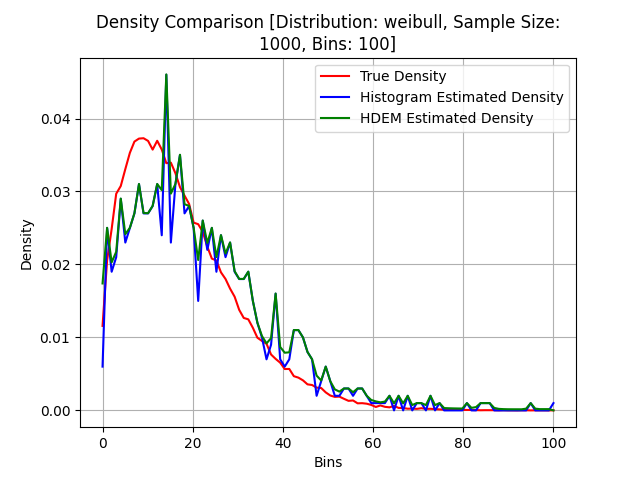 Density Comparison [Distribution: weibull, Sample Size:
1000, Bins: 100]
True Density
Histogram Estimated Density
HDEM Estimated Density
Density
0.04
0.03
0.02
0.01
0.00
0 20 40 60 80 100
Bins